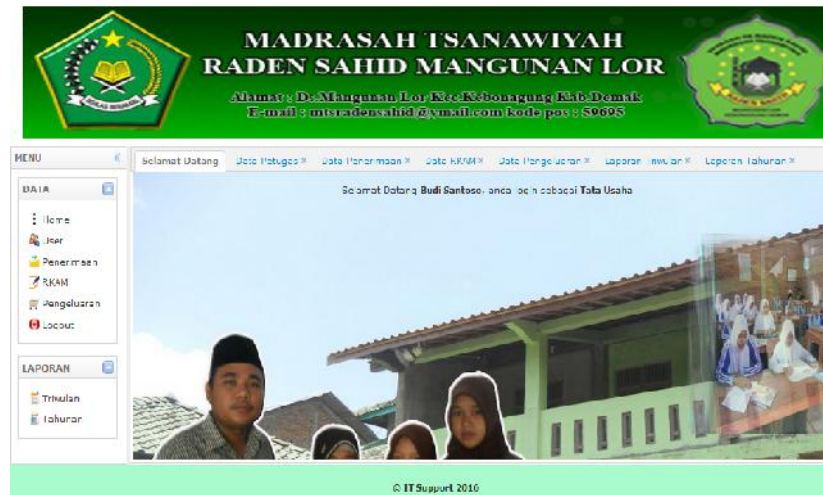 MADRASAH TSANAWIYAH
RADEN SAHID MANGUNAN LOR
Alamat : Ds.Mangunan Lor Kec.Kebonagung Kab.Demak
E-mail : mtsradensahid@ymail.com kode pos : 59695
RADEN SAHID
MENU
Selamat Datang Data Petugas × Data Penerimaan × Data RKAM × Data Pengeluaran × Laporan Triwulan × Laporan Tahunan ×
DATA
Selamat Datang Budi Santoso, anda login sebagai Tata Usaha
Home
User
Penerimaan
RKAM
Pengeluaran
Logout
LAPORAN
Triwulan
Tahunan
© IT Support 2016